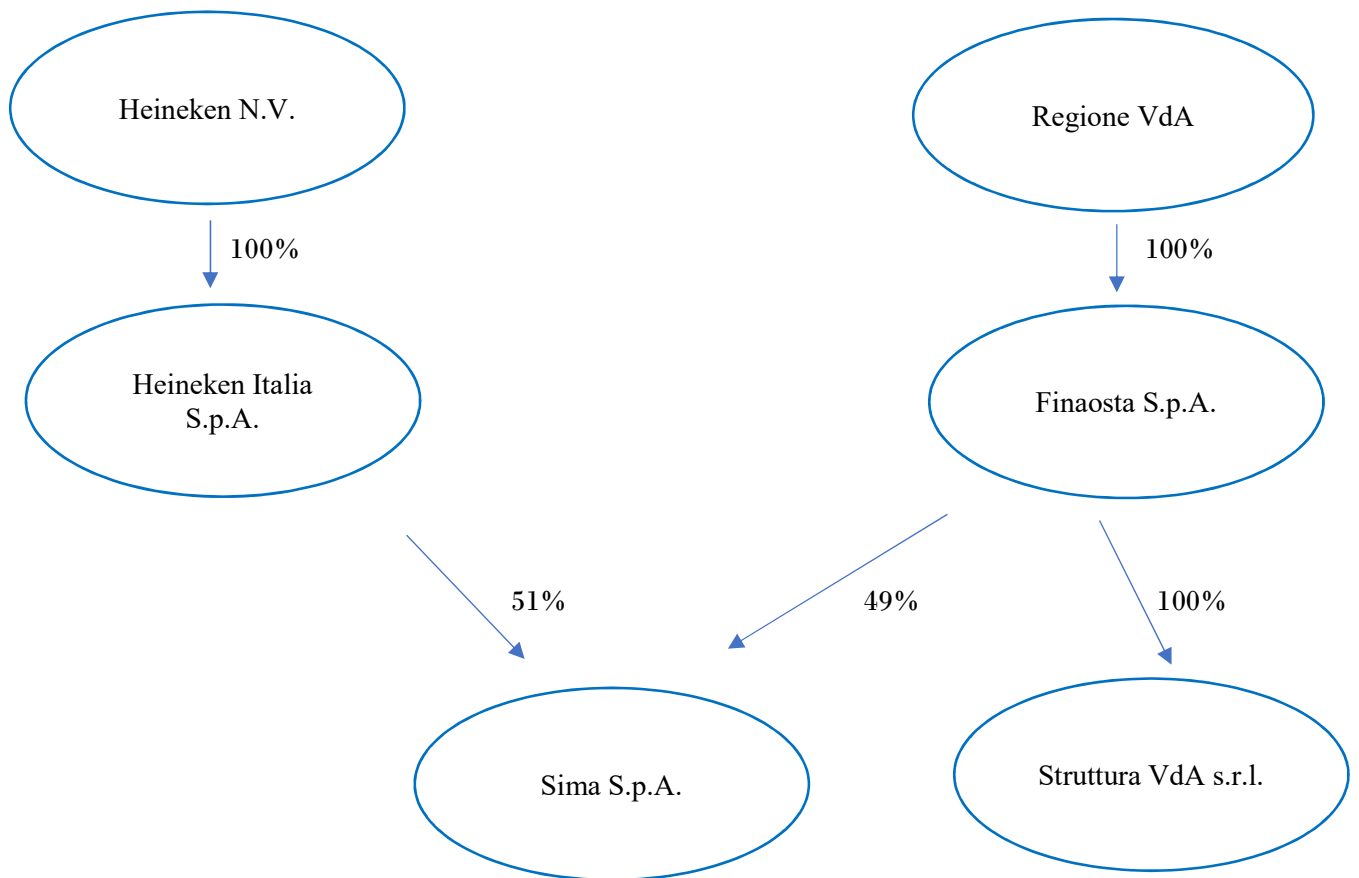 Heineken N.V.
Regione VdA
100%
100%
Heineken Italia
S.p.A.
Finaosta S.p.A.
51%
49%
100%
Sima S.p.A.
Struttura VdA s.r.l.